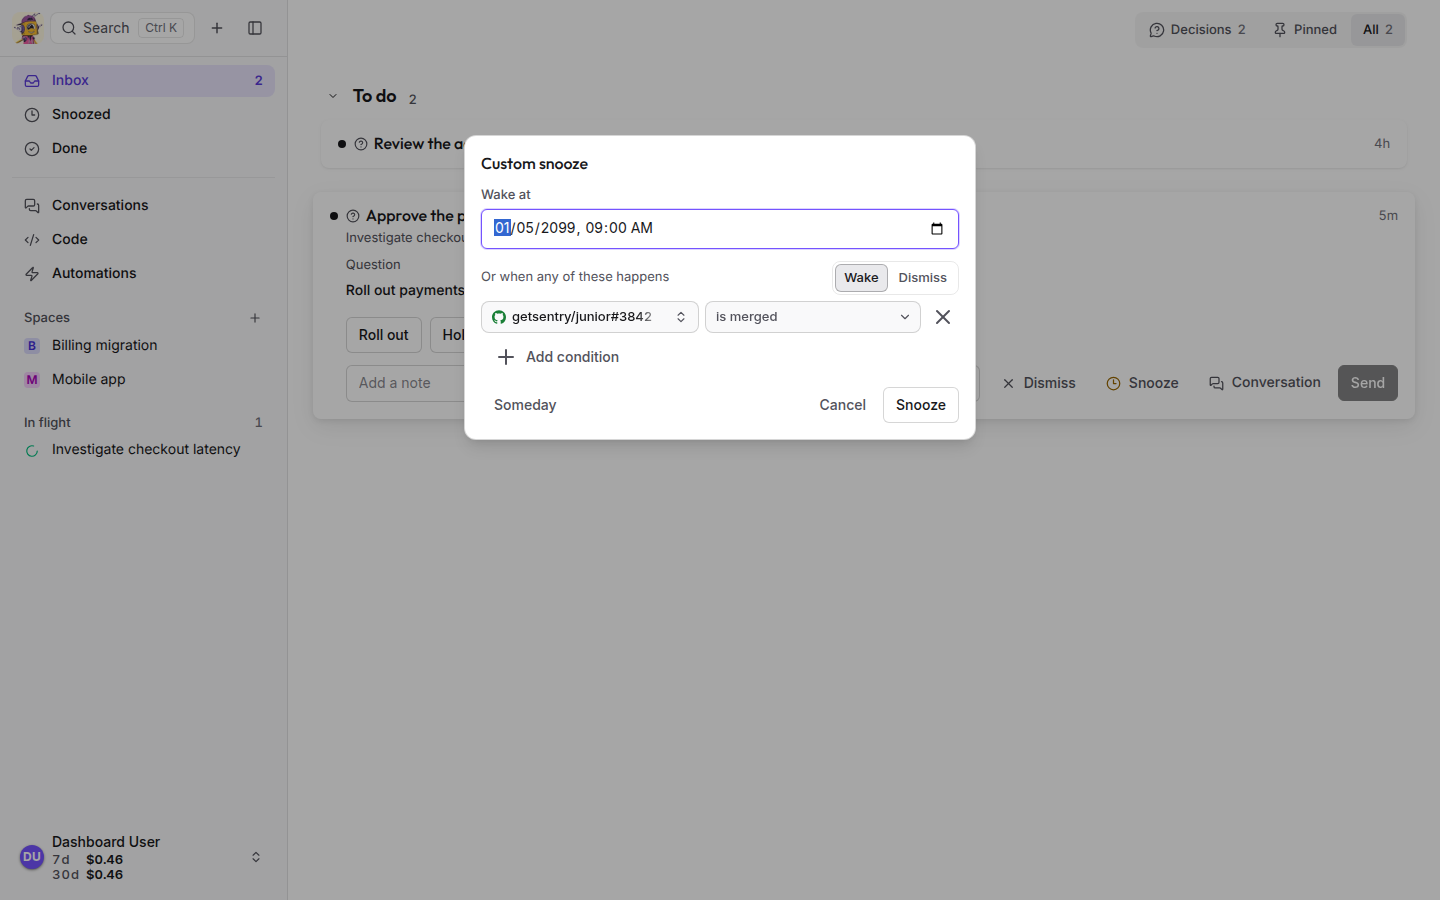 Search Ctrl K
Decisions 2 Pinned All 2
Inbox 2
Snoozed
Done
Conversations
Code
Automations
Spaces
B Billing migration
M Mobile app
In flight 1
Investigate checkout latency
DU Dashboard User
7d $0.46
30d $0.46
To do 2
Review the a
4h
Approve the p
5m
Investigate checkou
Question
Roll out payments
Roll out
Hol
Add a note
Dismiss Snooze Conversation Send
Custom snooze
Wake at
01/05/2099, 09:00 AM
Or when any of these happens Wake Dismiss
getsentry/junior#3842 is merged
Add condition
Someday Cancel Snooze